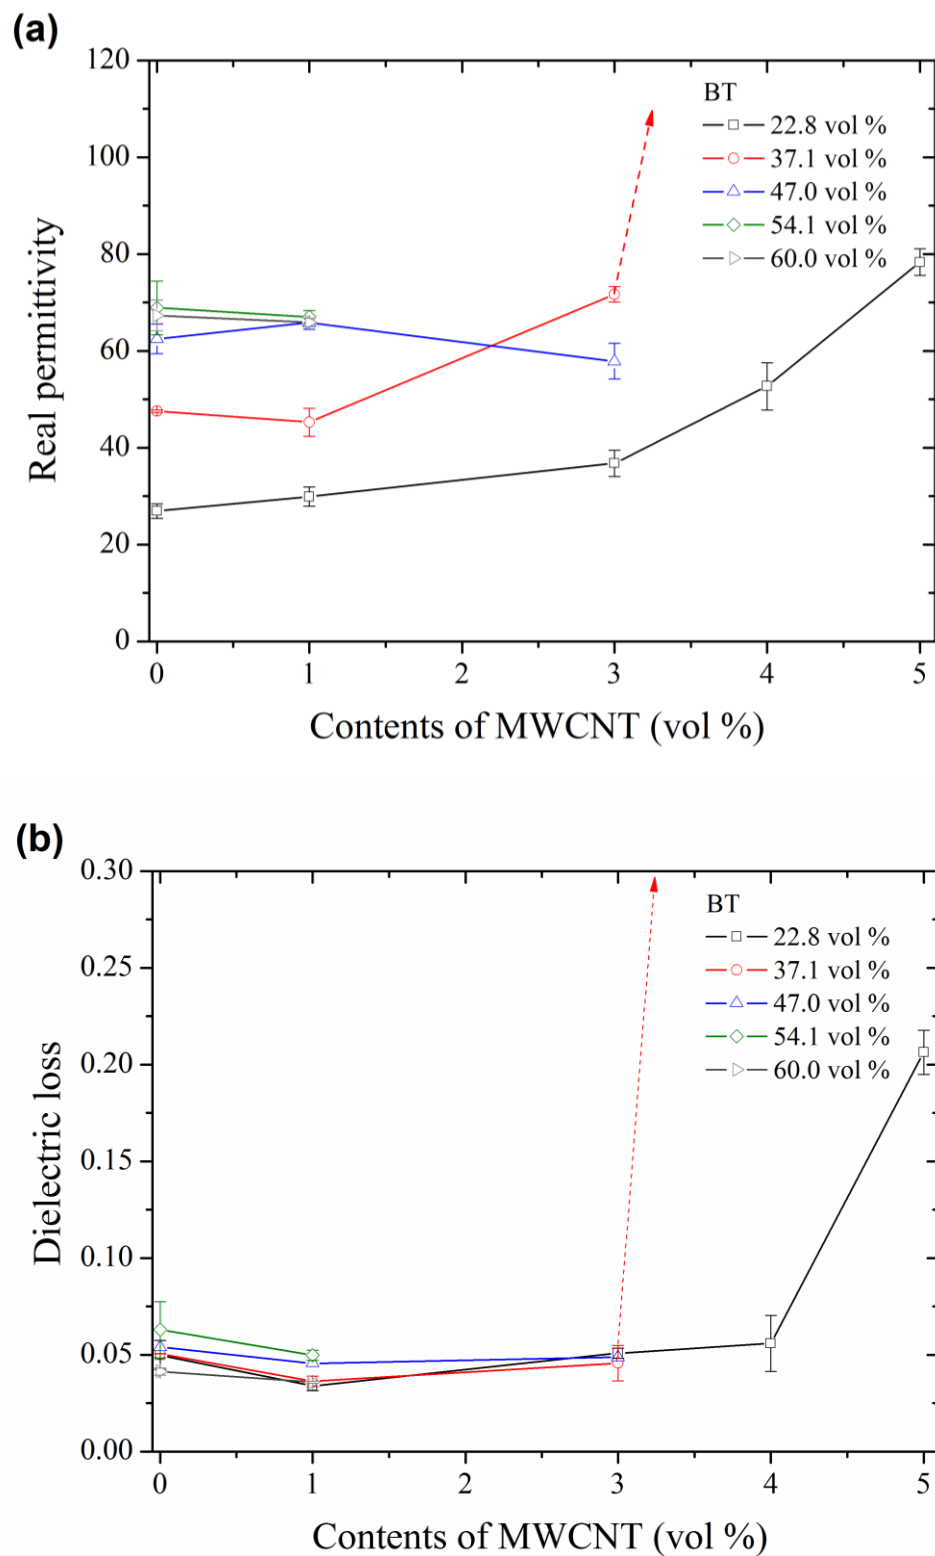 (a)
120
100
80
60
40
20
0
Real permittivity
BT
22.8 vol %
37.1 vol %
47.0 vol %
54.1 vol %
60.0 vol %
0 1 2 3 4 5
Contents of MWCNT (vol %)
(b)
0.30
0.25
0.20
0.15
0.10
0.05
0.00
Dielectric loss
BT
22.8 vol %
37.1 vol %
47.0 vol %
54.1 vol %
60.0 vol %
0 1 2 3 4 5
Contents of MWCNT (vol %)